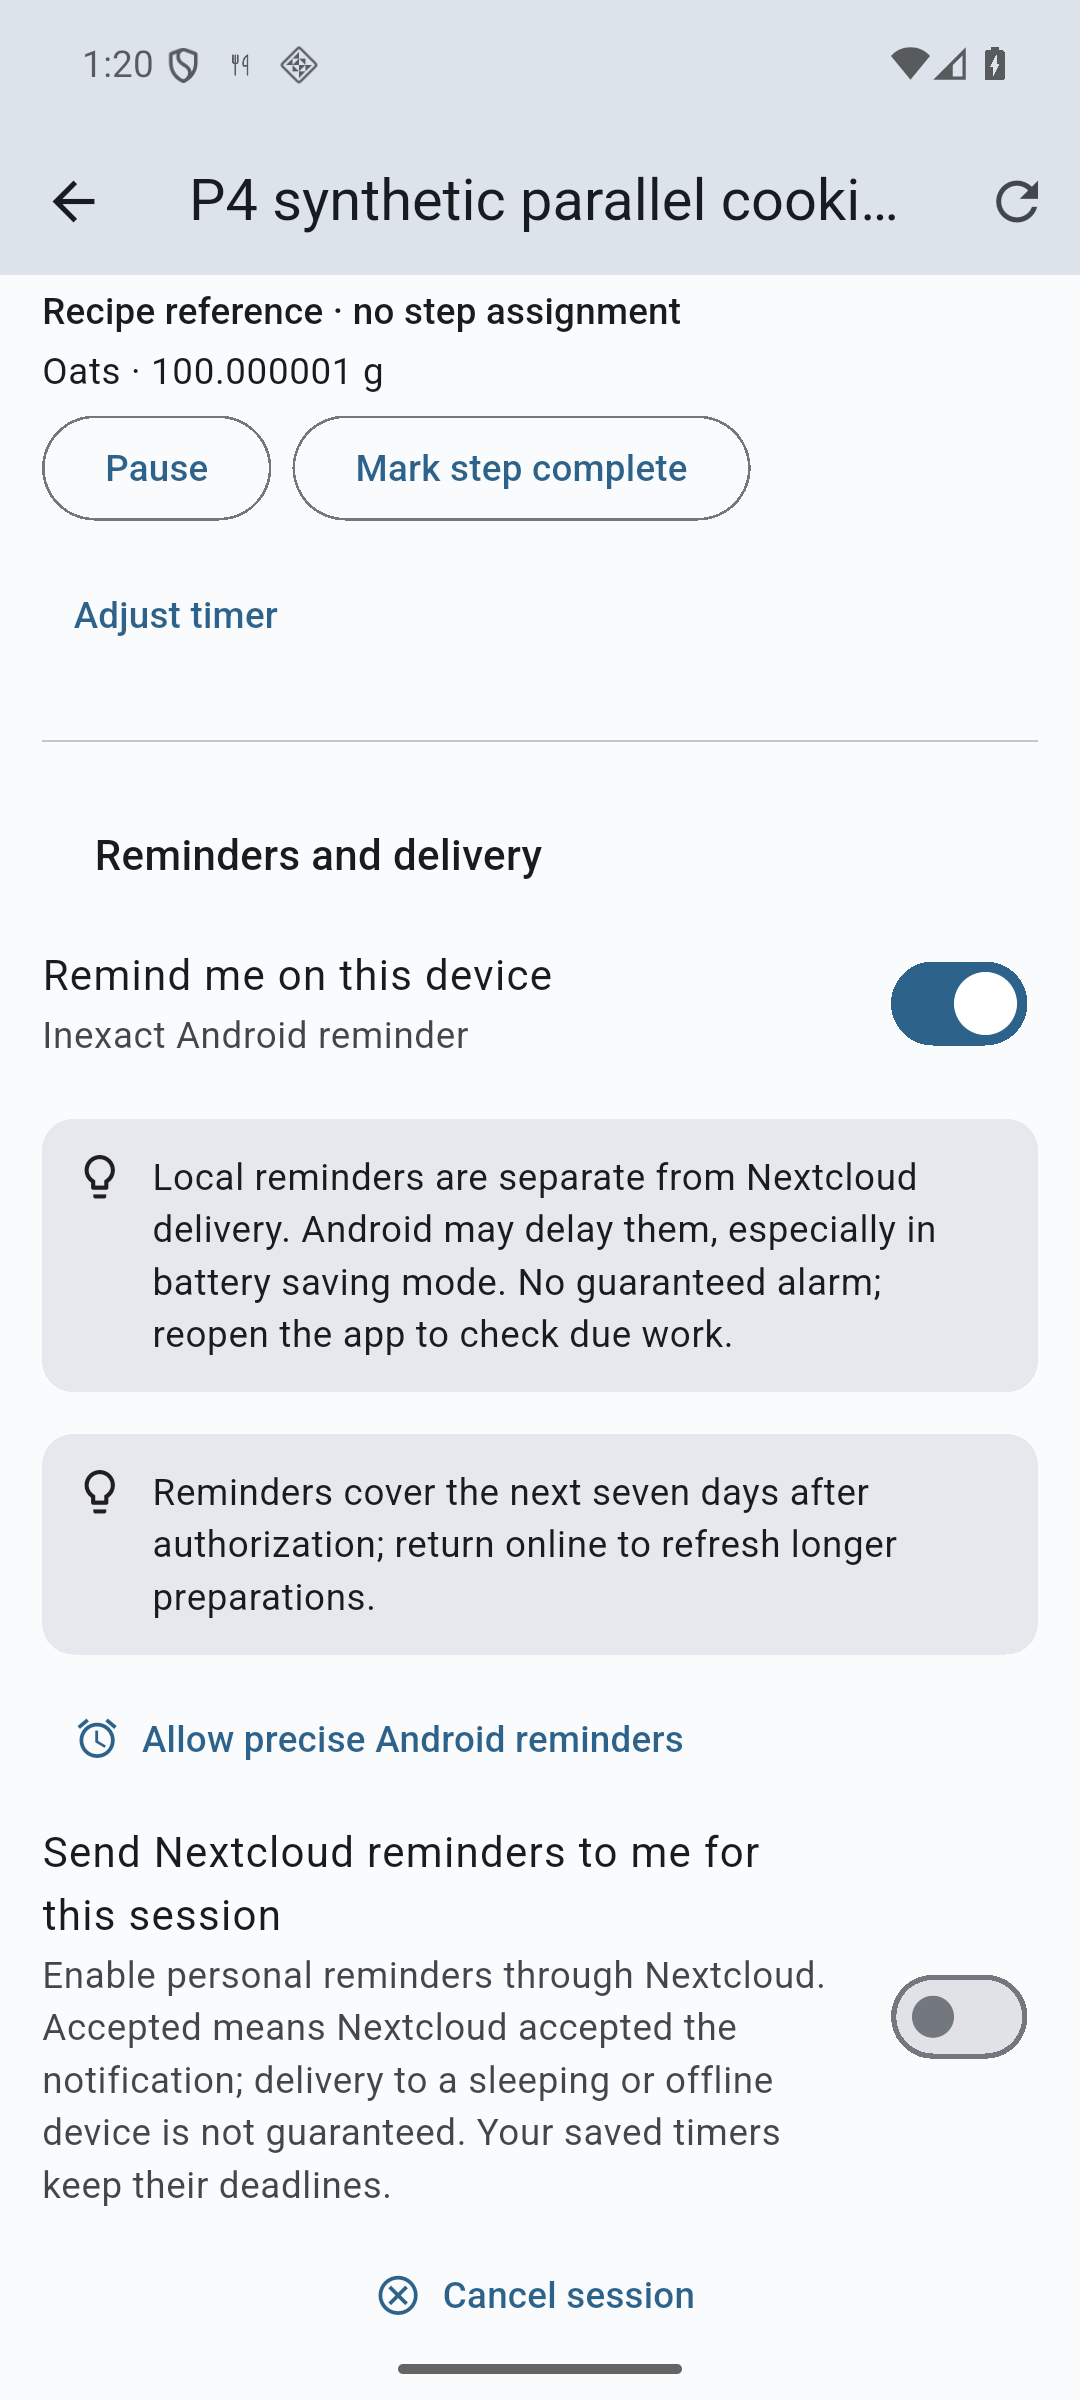 1:20
P4 synthetic parallel cooki…
Recipe reference · no step assignment
Oats · 100.000001 g
Pause
Mark step complete
Adjust timer
Reminders and delivery
Remind me on this device
Inexact Android reminder
Local reminders are separate from Nextcloud
delivery. Android may delay them, especially in
battery saving mode. No guaranteed alarm;
reopen the app to check due work.
Reminders cover the next seven days after
authorization; return online to refresh longer
preparations.
Allow precise Android reminders
Send Nextcloud reminders to me for
this session
Enable personal reminders through Nextcloud.
Accepted means Nextcloud accepted the
notification; delivery to a sleeping or offline
device is not guaranteed. Your saved timers
keep their deadlines.
Cancel session